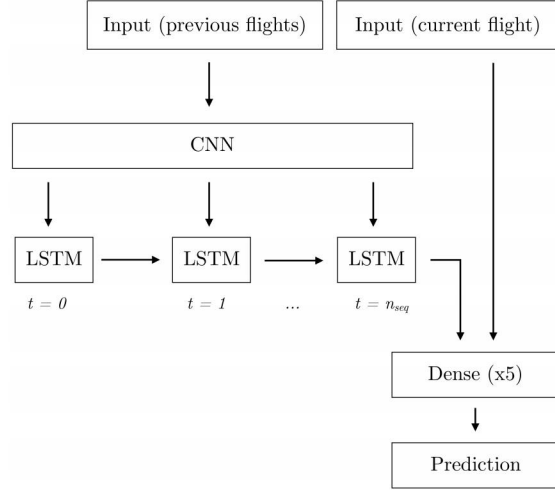 Input (previous flights)
Input (current flight)
CNN
LSTM
LSTM
LSTM
t = 0
t = 1
...
t = n_seq
Dense (x5)
Prediction